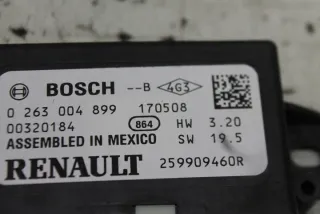 BOSCH --B 4G3
0 263 004 899 170508
00320184 864 HW 3.20
ASSEMBLED IN MEXICO SW 19.5
RENAULT 259909460R